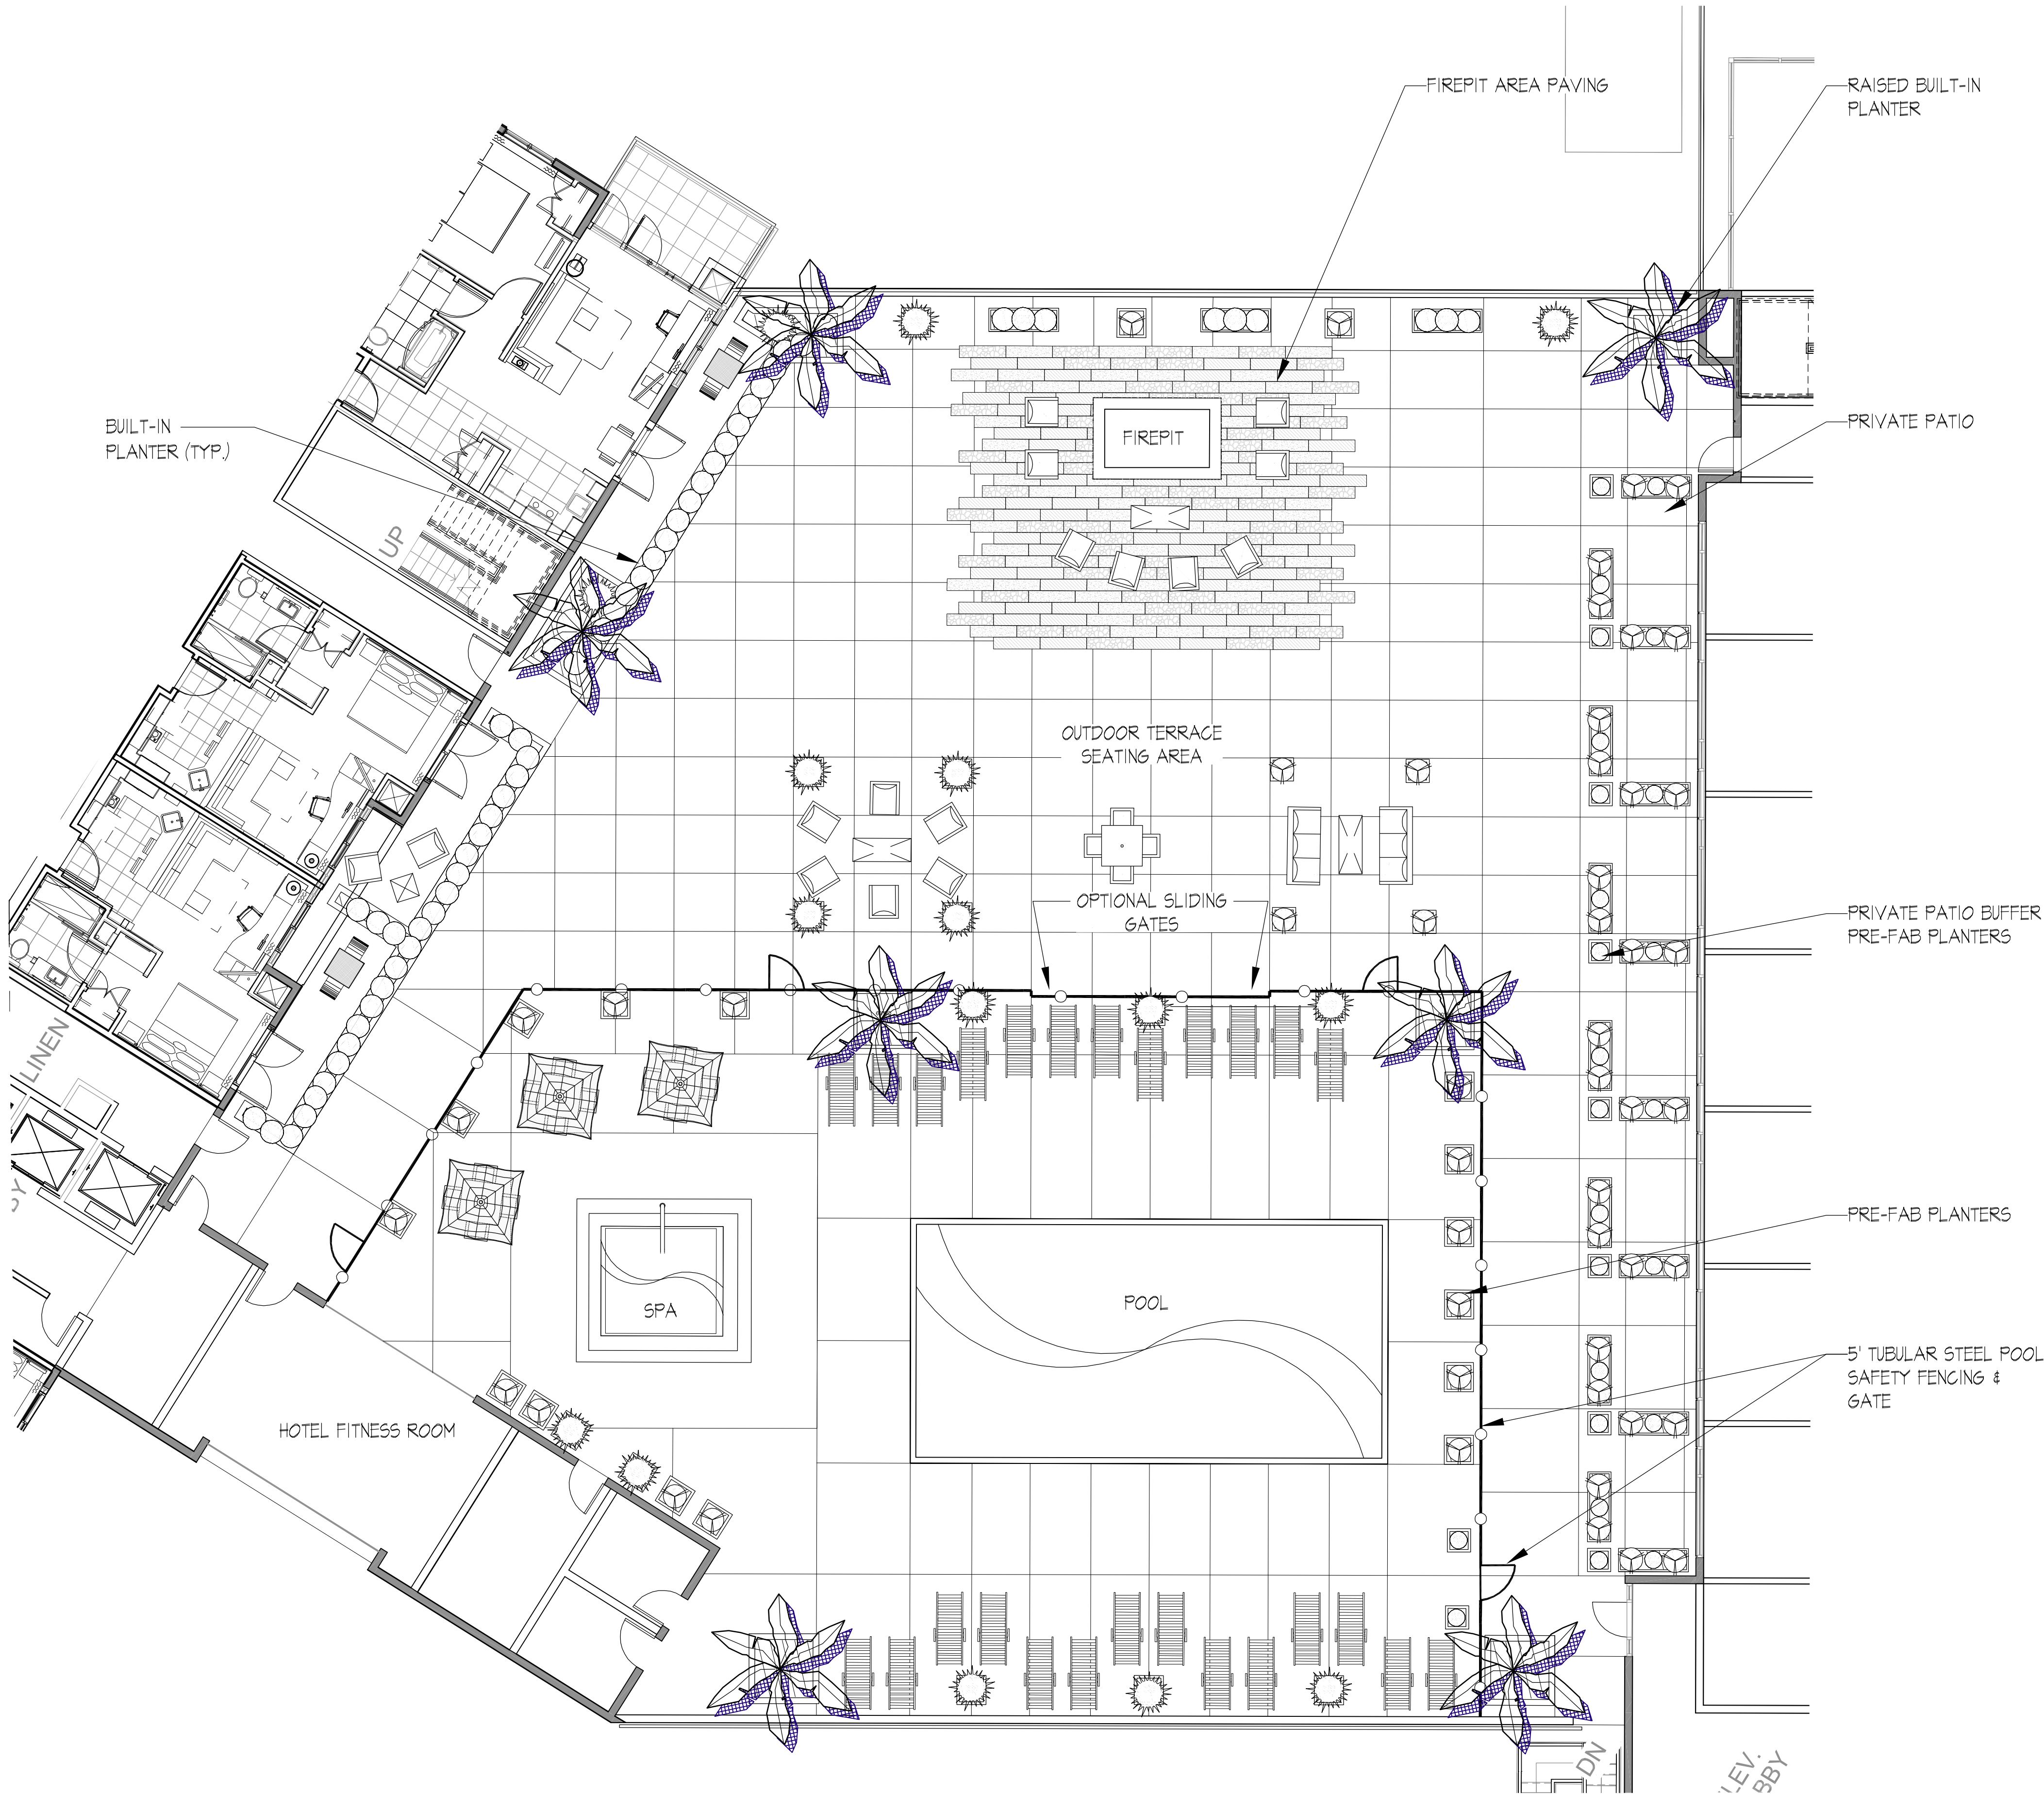 FIREPIT AREA PAVING
RAISED BUILT-IN
PLANTER
BUILT-IN
PLANTER (TYP.)
FIREPIT
PRIVATE PATIO
UP
OUTDOOR TERRACE
SEATING AREA
OPTIONAL SLIDING
GATES
PRIVATE PATIO BUFFER
PRE-FAB PLANTERS
LINEN
PRE-FAB PLANTERS
SPA
POOL
5' TUBULAR STEEL POOL
SAFETY FENCING &
GATE
HOTEL FITNESS ROOM
DN